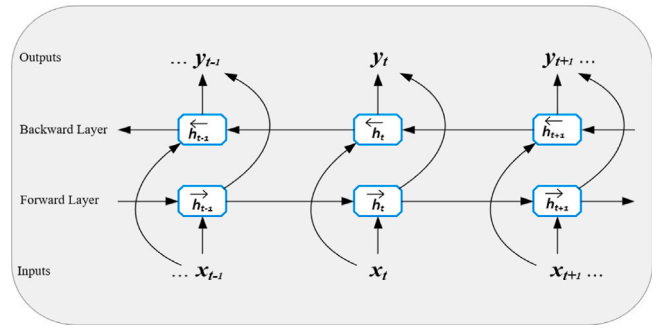 Outputs ... yt-1 yt yt+1 ...
Backward Layer ←ht-1 ←ht ←ht+1
Forward Layer →ht-1 →ht →ht+1
Inputs ... xt-1 xt xt+1 ...